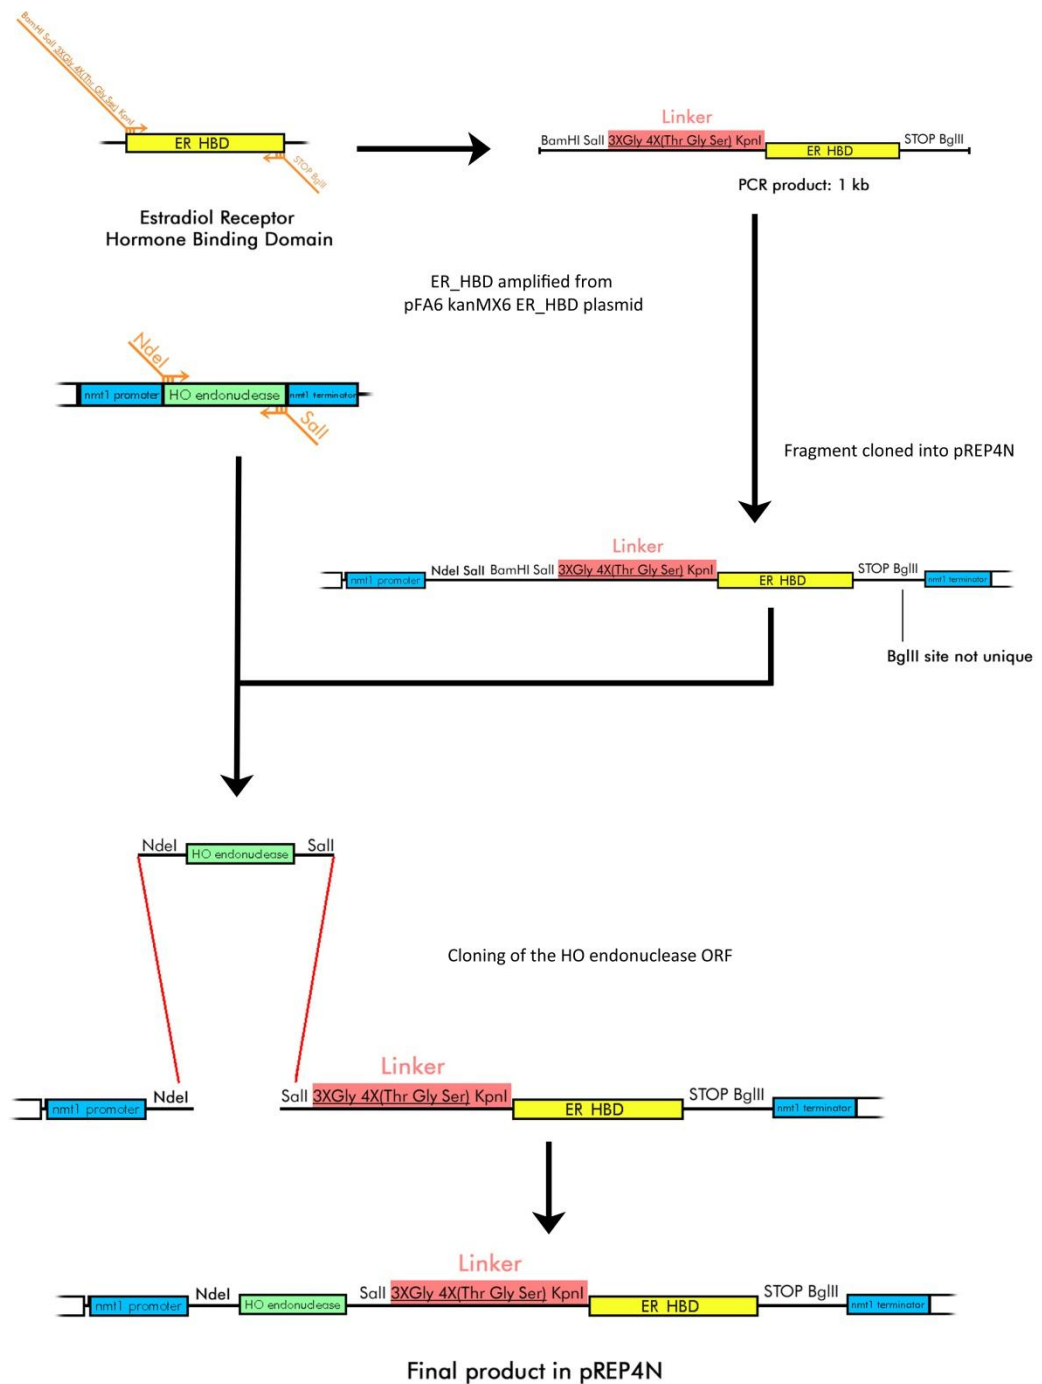 BamHI SalI 3XGly 4X(Thr Gly Ser) KpnI
ER HBD
STOP BglII
Estradiol Receptor
Hormone Binding Domain
Linker
BamHI SalI 3XGly 4X(Thr Gly Ser) KpnI
STOP BglII
ER HBD
PCR product: 1 kb
ER_HBD amplified from
pFA6 kanMX6 ER_HBD plasmid
NdeI
nmt1 promoter
HO endonuclease
nmt1 terminator
SalI
Fragment cloned into pREP4N
Linker
NdeI SalI BamHI SalI 3XGly 4X(Thr Gly Ser) KpnI
STOP BglII
nmt1 promoter
ER HBD
nmt1 terminator
BglII site not unique
NdeI
SalI
HO endonuclease
Cloning of the HO endonuclease ORF
Linker
NdeI
SalI 3XGly 4X(Thr Gly Ser) KpnI
STOP BglII
nmt1 promoter
ER HBD
nmt1 terminator
Linker
NdeI
SalI 3XGly 4X(Thr Gly Ser) KpnI
STOP BglII
nmt1 promoter
HO endonuclease
ER HBD
nmt1 terminator
Final product in pREP4N